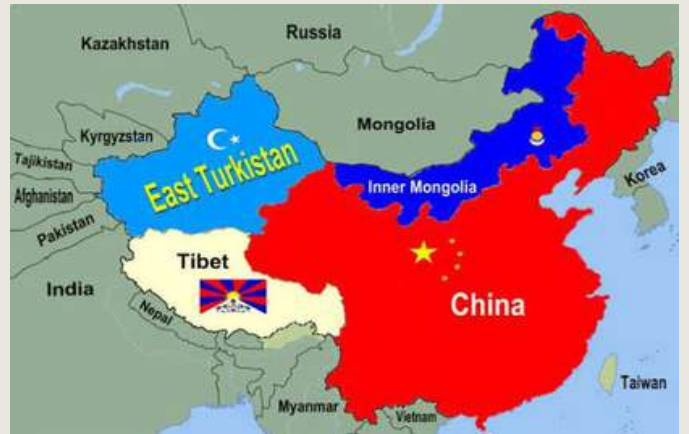 Kazakhstan
Russia
Mongolia
Kyrgyzstan
Tajikistan
Afghanistan
Pakistan
East Turkistan
Inner Mongolia
Korea
Tibet
India
Nepal
China
Taiwan
Myanmar
Vietnam